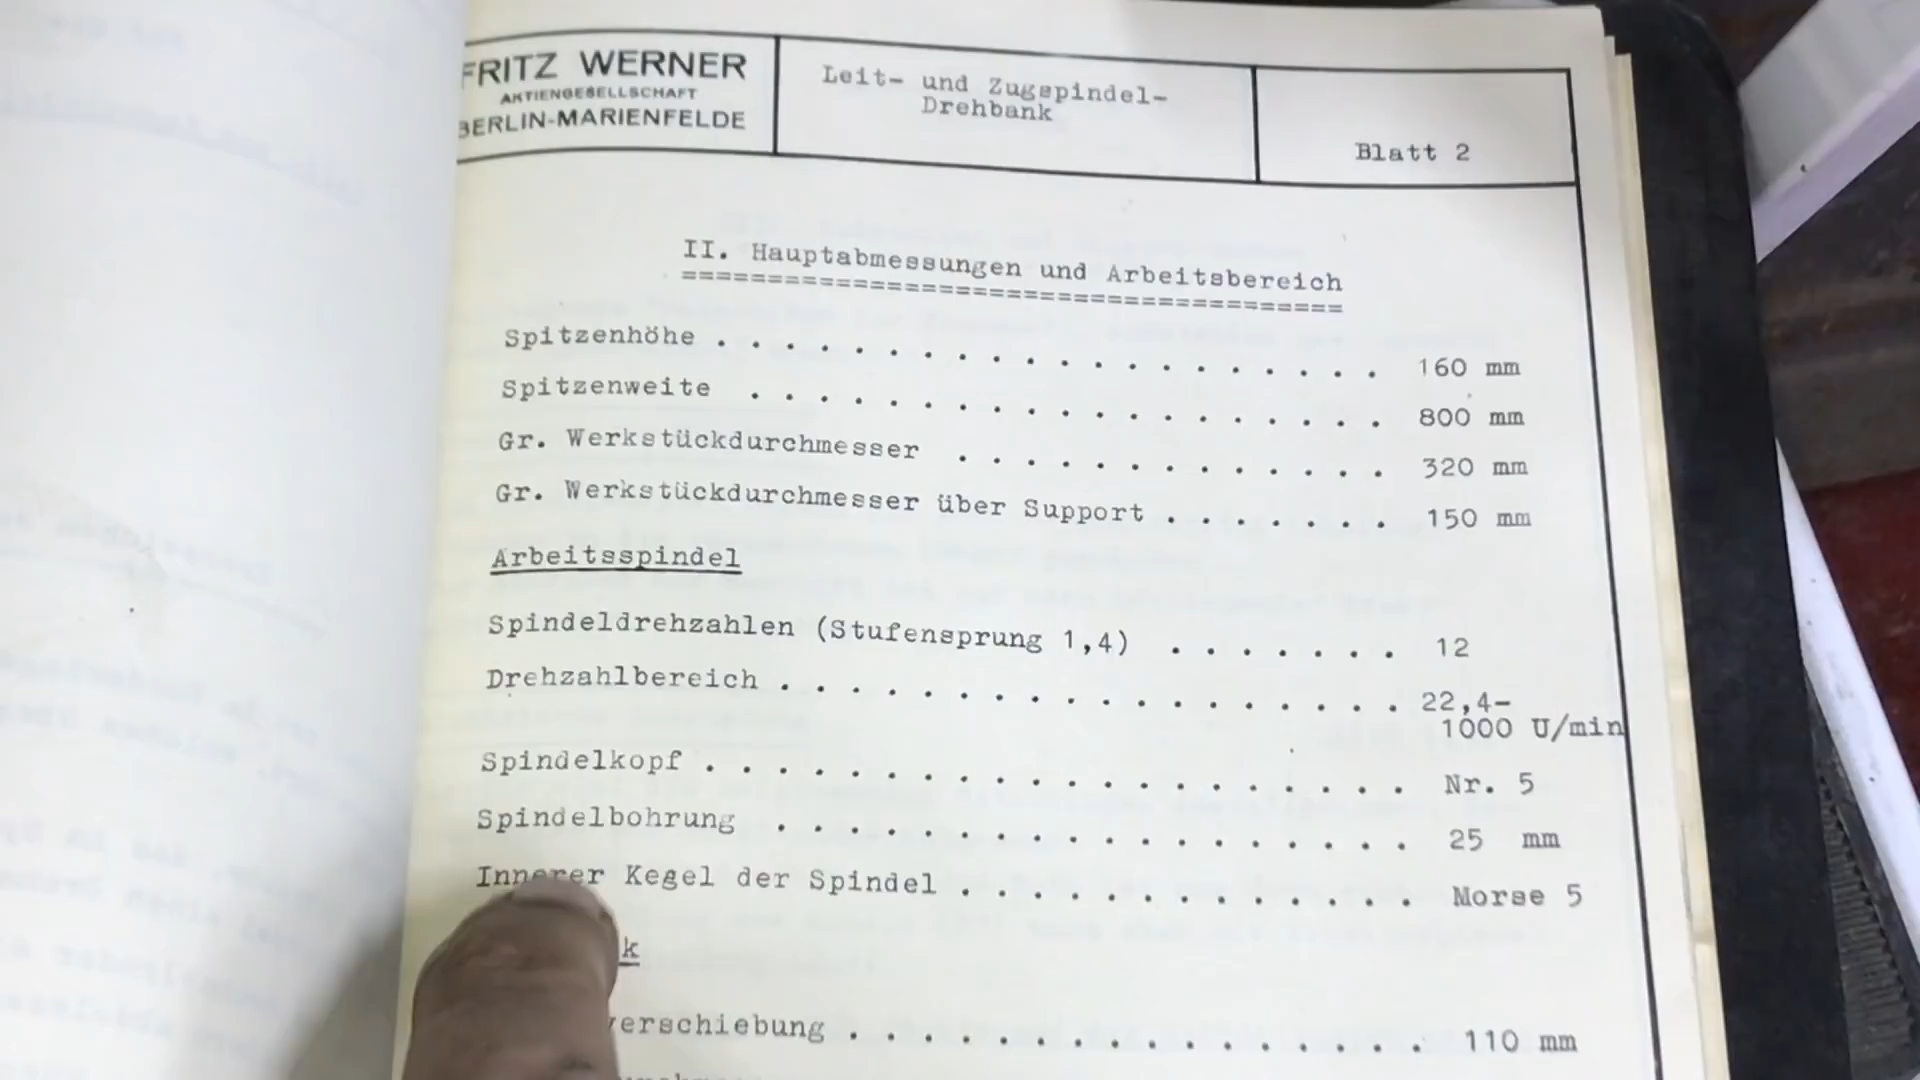 FRITZ WERNER
AKTIENGESELLSCHAFT
BERLIN-MARIENFELDE
Leit- und Zugspindel-
Drehbank
Blatt 2
II. Hauptabmessungen und Arbeitsbereich
=======================================
Spitzenhöhe . . . . . . . . . . . . . . . . . . . . 160 mm
Spitzenweite . . . . . . . . . . . . . . . . . . . 800 mm
Gr. Werkstückdurchmesser . . . . . . . . . . . . . 320 mm
Gr. Werkstückdurchmesser über Support . . . . . . . 150 mm
Arbeitsspindel
Spindeldrehzahlen (Stufensprung 1,4) . . . . . . . 12
Drehzahlbereich . . . . . . . . . . . . . . . . . . 22,4-
1000 U/min
Spindelkopf . . . . . . . . . . . . . . . . . . . . . Nr. 5
Spindelbohrung . . . . . . . . . . . . . . . . . . 25 mm
Innerer Kegel der Spindel . . . . . . . . . . . . . Morse 5
k
verschiebung . . . . . . . . . . . . . . . . . 110 mm